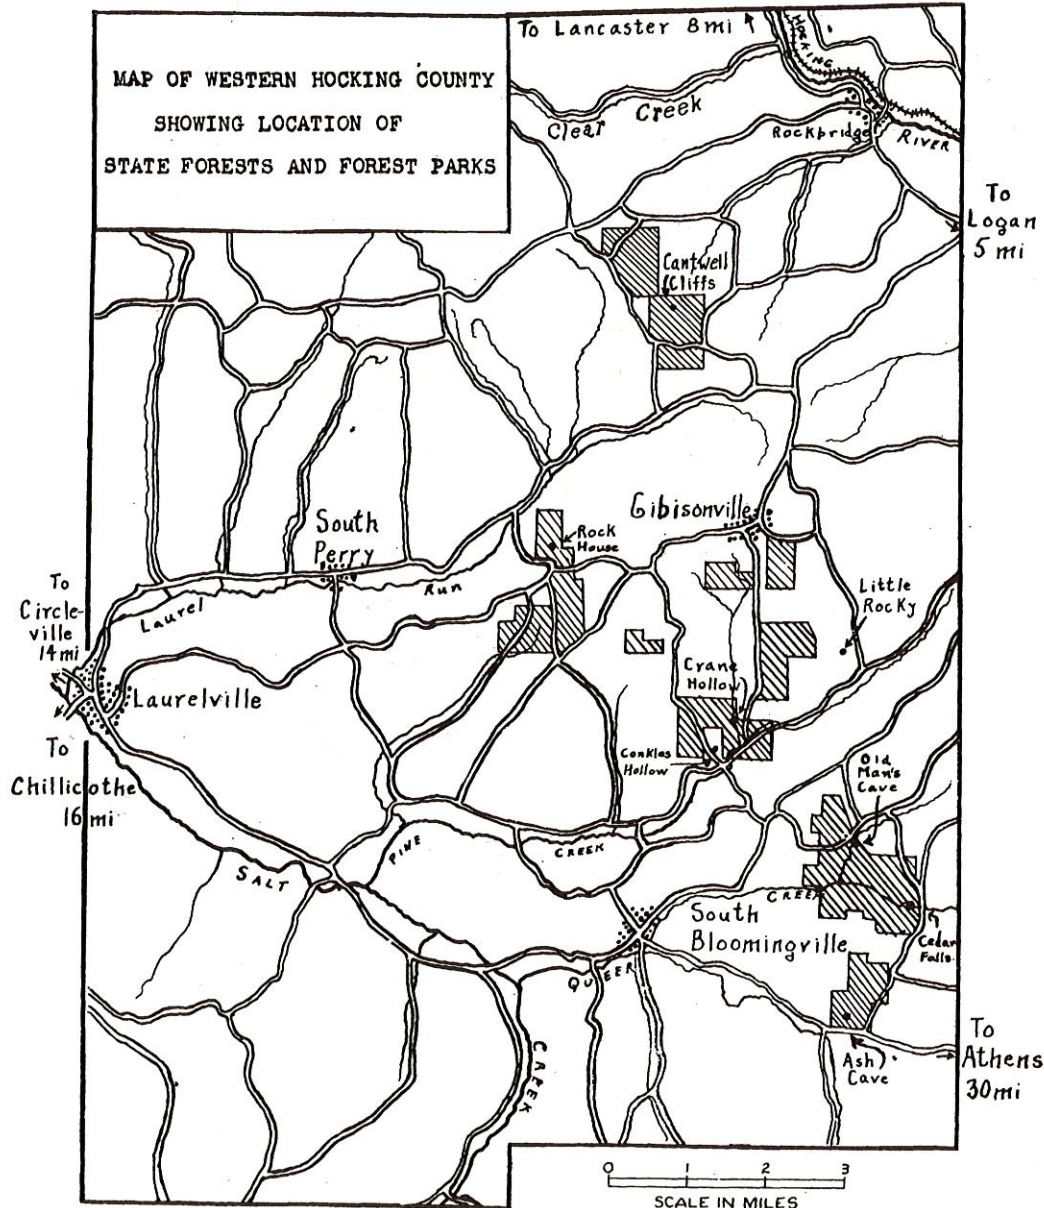 MAP OF WESTERN HOCKING COUNTY
SHOWING LOCATION OF
STATE FORESTS AND FOREST PARKS
To Lancaster 8mi
HOCKING
RIVER
Clear Creek
Rockbridge
To
Logan
5 mi
Cantwell
Cliffs
Gibisonville
South
Perry
Rock
House
Laurel
Run
Little
Rocky
To
Circle-
ville
14mi
Laurelville
Crane
Hollow
To
Chillicothe
16 mi
Conkles
Hollow
Old
Man's
Cave
PINE
CREEK
SALT
CREEK
South
Bloomingville
Cedar
Falls
QUEER
CREEK
Ash
Cave
To
Athens
30mi
0 1 2 3
SCALE IN MILES